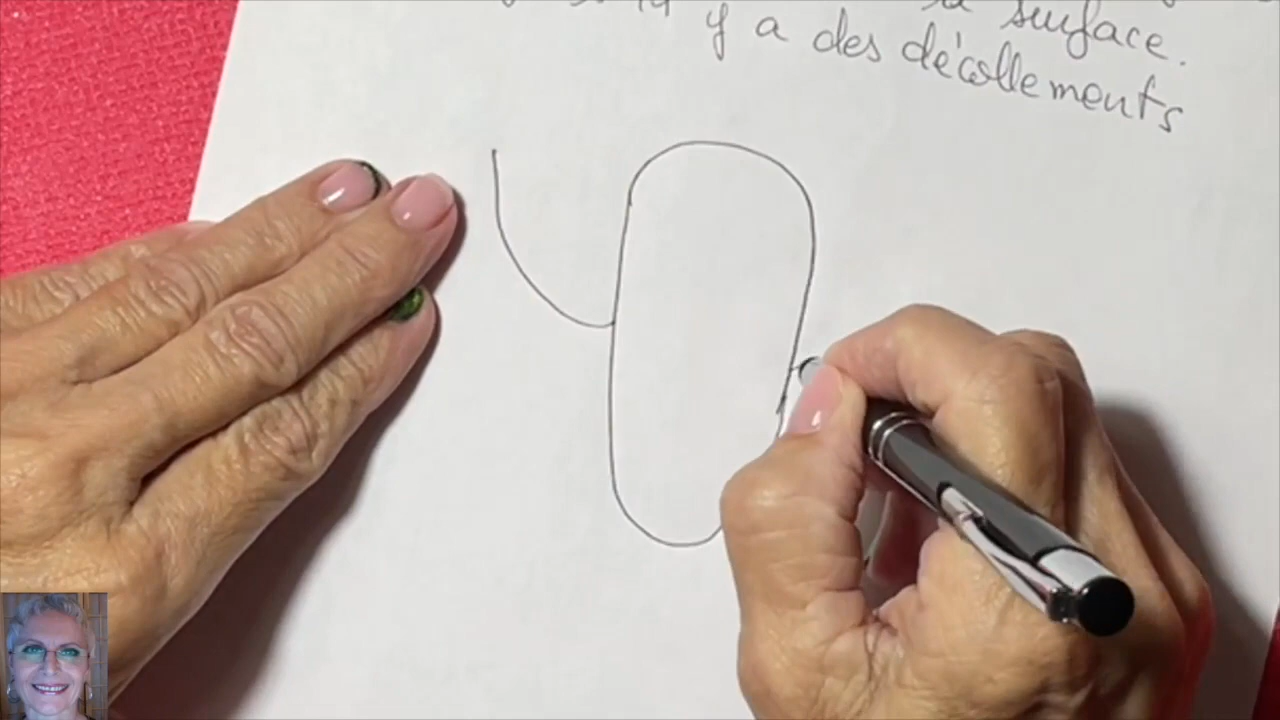 surface.
y a des décollements